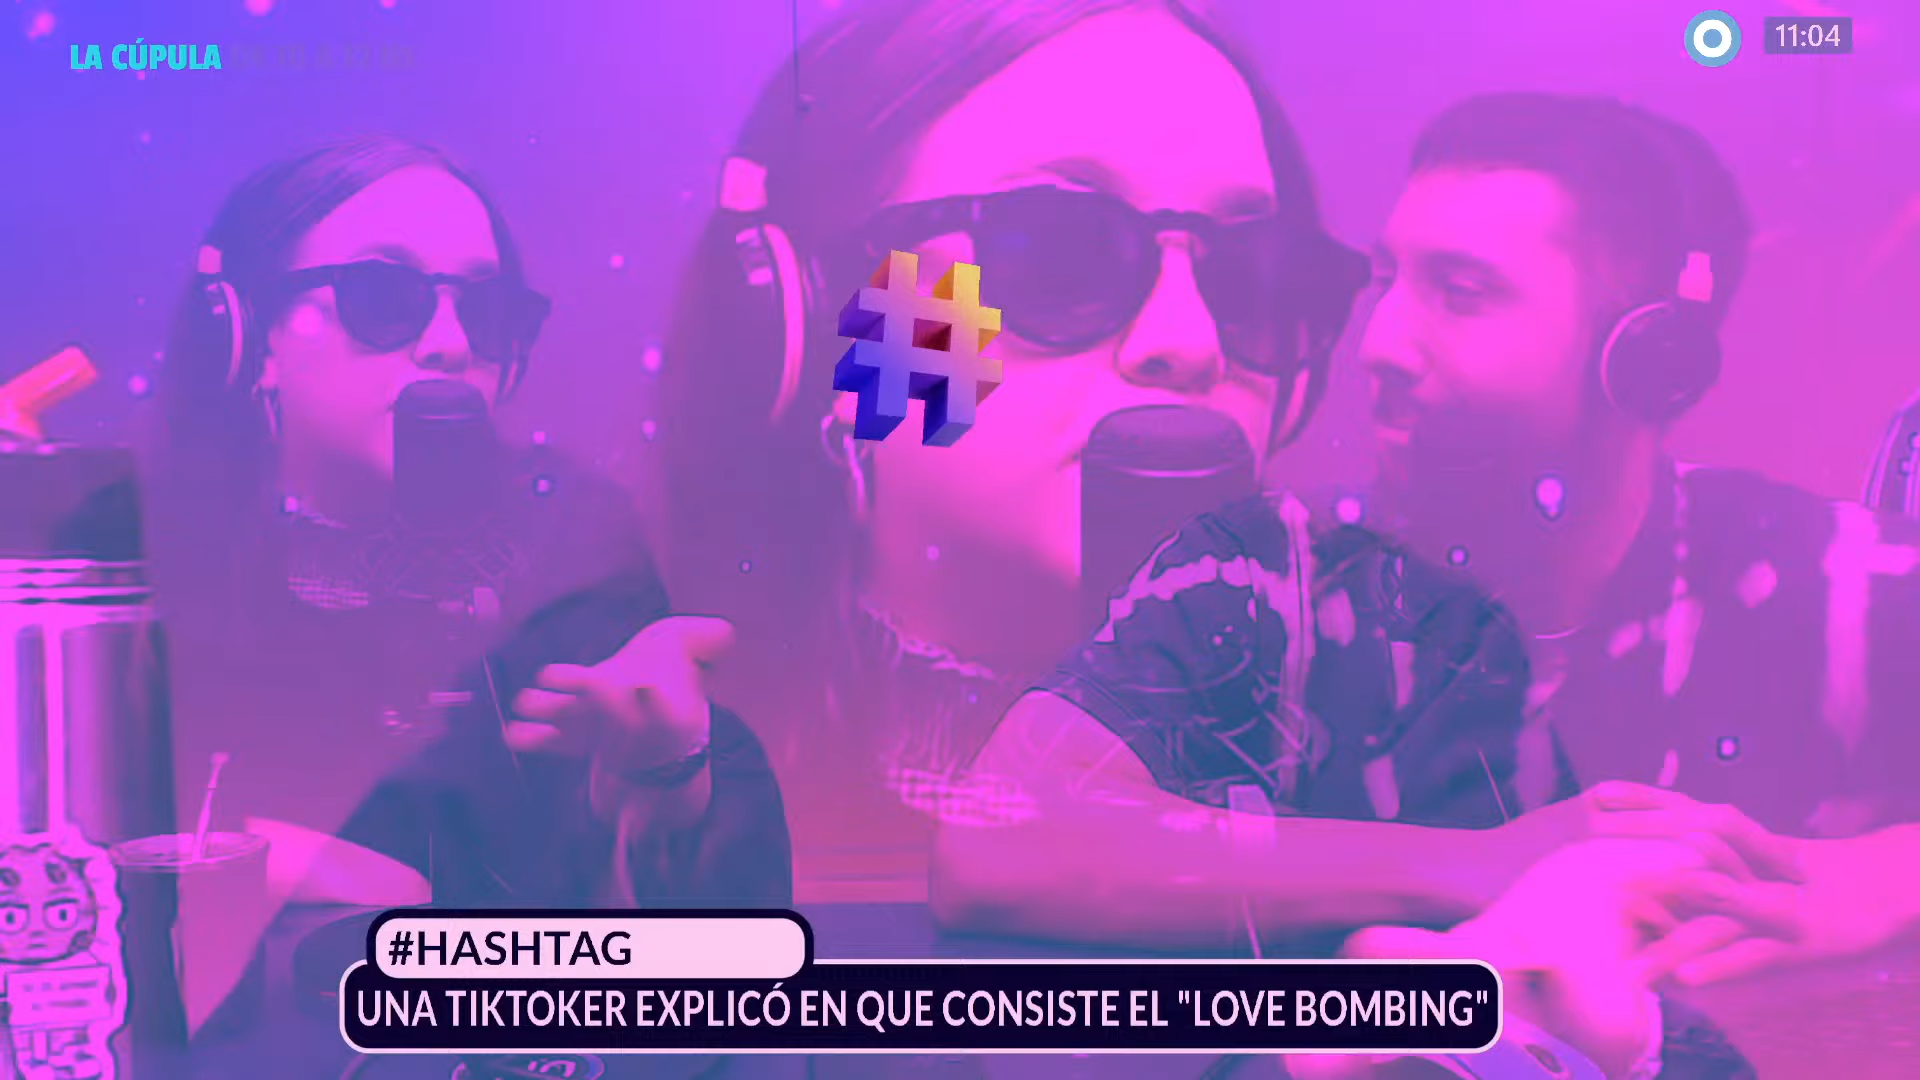 LA CÚPULA
11:04
#
#HASHTAG
UNA TIKTOKER EXPLICÓ EN QUE CONSISTE EL "LOVE BOMBING"